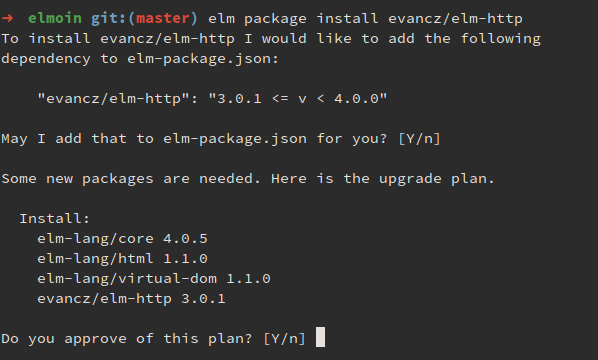 ➜  elmoin git:(master) elm package install evancz/elm-http
To install evancz/elm-http I would like to add the following
dependency to elm-package.json:

    "evancz/elm-http": "3.0.1 <= v < 4.0.0"

May I add that to elm-package.json for you? [Y/n]

Some new packages are needed. Here is the upgrade plan.

  Install:
    elm-lang/core 4.0.5
    elm-lang/html 1.1.0
    elm-lang/virtual-dom 1.1.0
    evancz/elm-http 3.0.1

Do you approve of this plan? [Y/n]